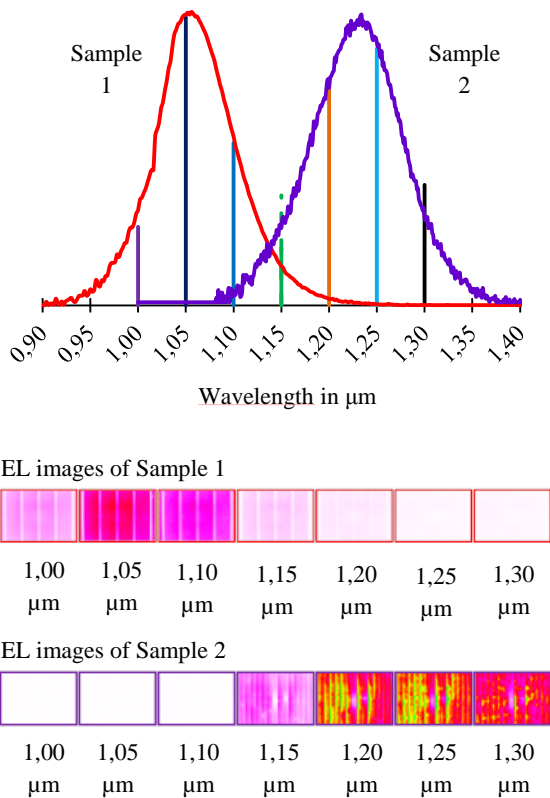 Sample
1
Sample
2
0,90 0,95 1,00 1,05 1,10 1,15 1,20 1,25 1,30 1,35 1,40
Wavelength in µm
EL images of Sample 1
1,00 1,05 1,10 1,15 1,20 1,25 1,30
µm µm µm µm µm µm µm
EL images of Sample 2
1,00 1,05 1,10 1,15 1,20 1,25 1,30
µm µm µm µm µm µm µm